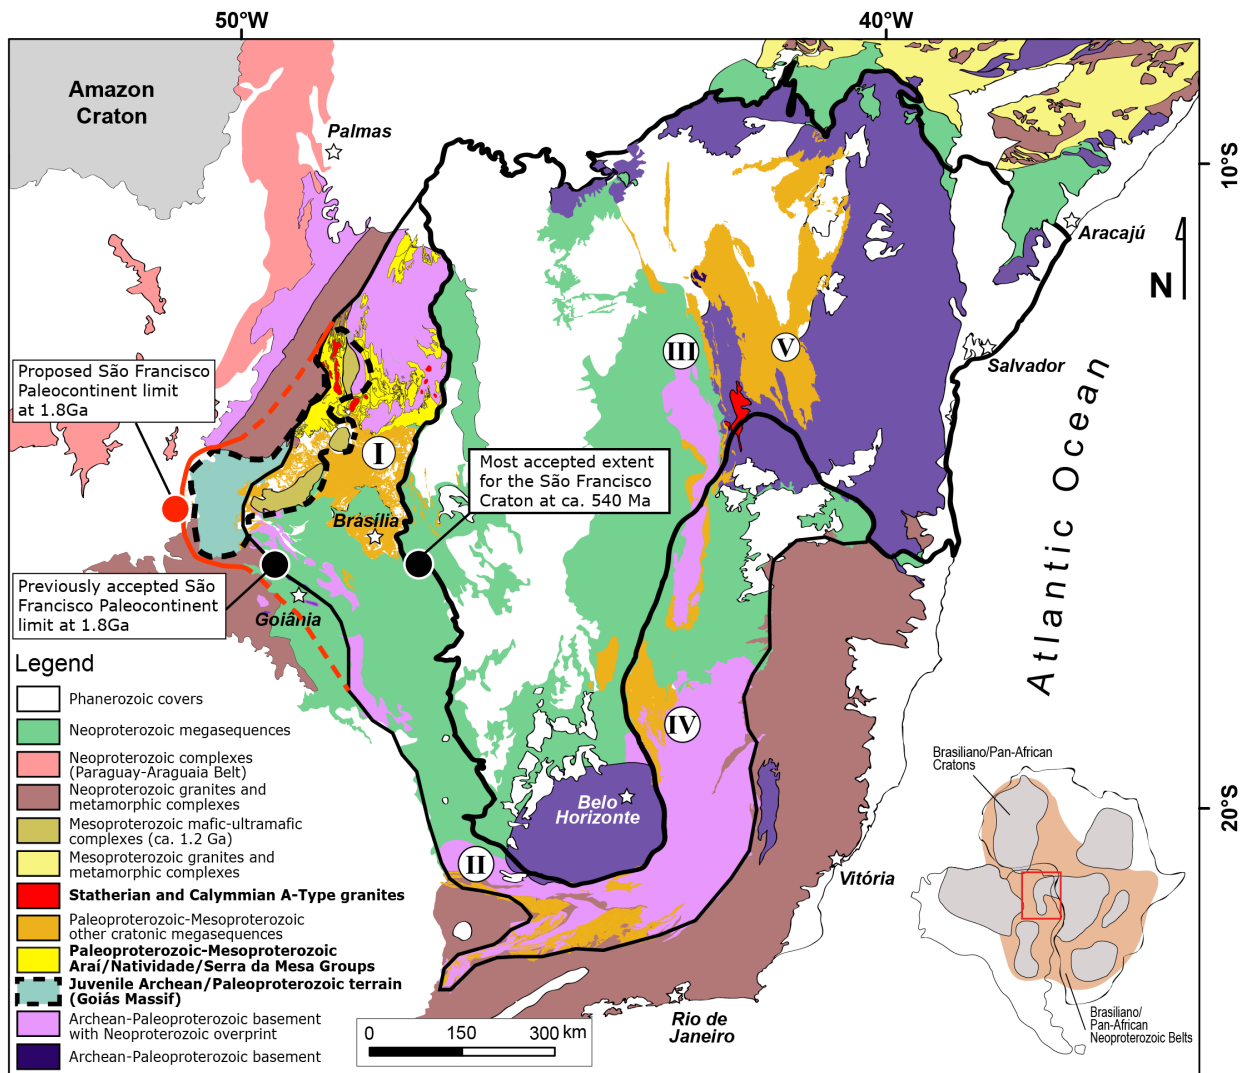 50°W
40°W
Amazon
Craton
Palmas
10°S
Aracajú
N
Salvador
Proposed São Francisco
Paleocontinent limit
at 1.8Ga
III
V
I
Most accepted extent
for the São Francisco
Craton at ca. 540 Ma
Brasília
Atlantic Ocean
Previously accepted São
Francisco Paleocontinent
limit at 1.8Ga
Goiânia
IV
Belo
Horizonte
II
20°S
Vitória
Rio de
Janeiro
Legend
Phanerozoic covers
Neoproterozoic megasequences
Neoproterozoic complexes
(Paraguay-Araguaia Belt)
Neoproterozoic granites and
metamorphic complexes
Mesoproterozoic mafic-ultramafic
complexes (ca. 1.2 Ga)
Mesoproterozoic granites and
metamorphic complexes
Statherian and Calymmian A-Type granites
Paleoproterozoic-Mesoproterozoic
other cratonic megasequences
Paleoproterozoic-Mesoproterozoic
Araí/Natividade/Serra da Mesa Groups
Juvenile Archean/Paleoproterozoic terrain
(Goiás Massif)
Archean-Paleoproterozoic basement
with Neoproterozoic overprint
Archean-Paleoproterozoic basement
0 150 300 km
Brasiliano/Pan-African
Cratons
Brasiliano/
Pan-African
Neoproterozoic Belts